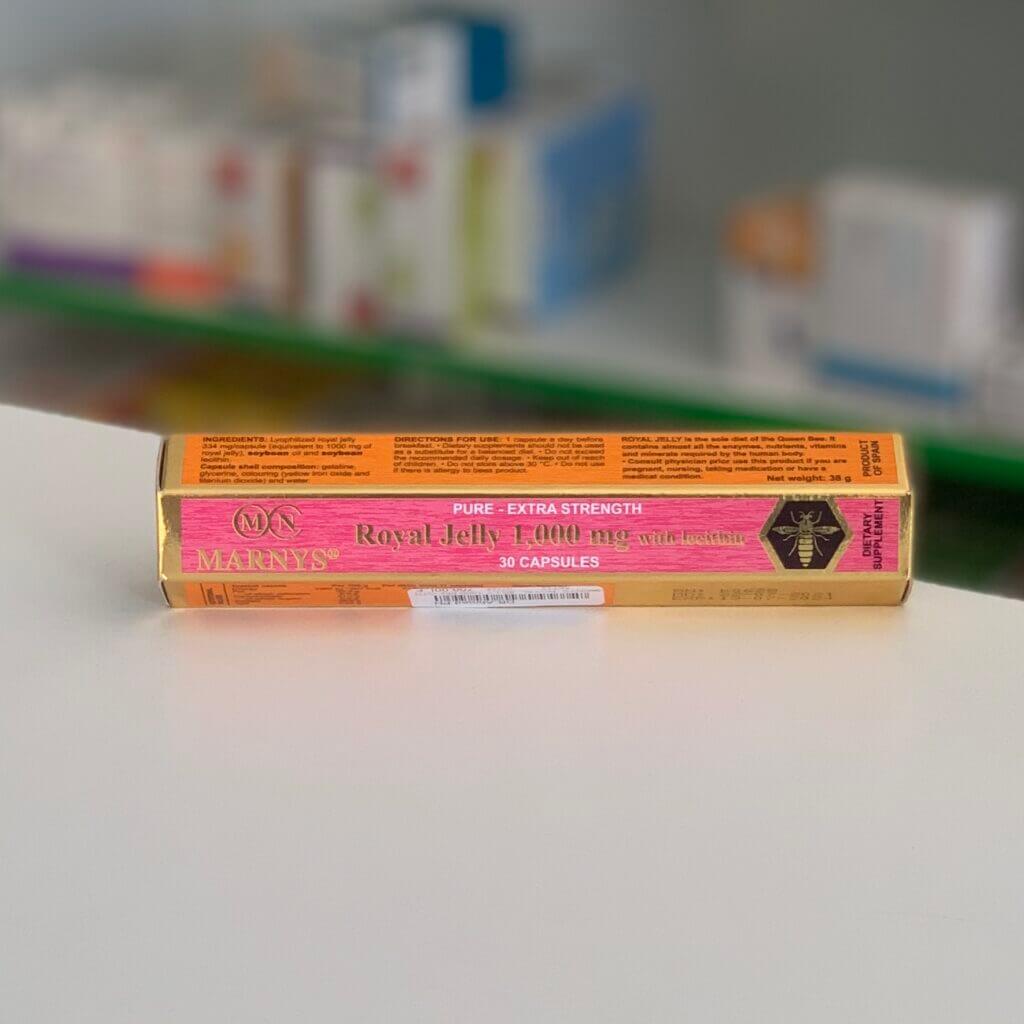 INGREDIENTS: Lyophilized royal jelly
334 mg/capsule (equivalent to 1000 mg of
royal jelly), soybean oil and soybean
lecithin.
Capsule shell composition: gelatine,
glycerine, colouring (yellow iron oxide and
titanium dioxide) and water.
DIRECTIONS FOR USE: 1 capsule a day before
breakfast. • Dietary supplements should not be used
as a substitute for a balanced diet. • Do not exceed
the recommended daily dosage. • Keep out of reach
of children. • Do not store above 30 °C. • Do not use
if there is allergy to bees product.
ROYAL JELLY is the sole diet of the Queen Bee. It
contains almost all the enzymes, nutrients, vitamins
and minerals required by the human body.
• Consult physician prior use this product if you are
pregnant, nursing, taking medication or have a
medical condition.
Net weight: 38 g
PRODUCT
OF SPAIN
MN
MARNYS®
PURE - EXTRA STRENGTH
Royal Jelly 1,000 mg with lecithin
30 CAPSULES
DIETARY
SUPPLEMENT